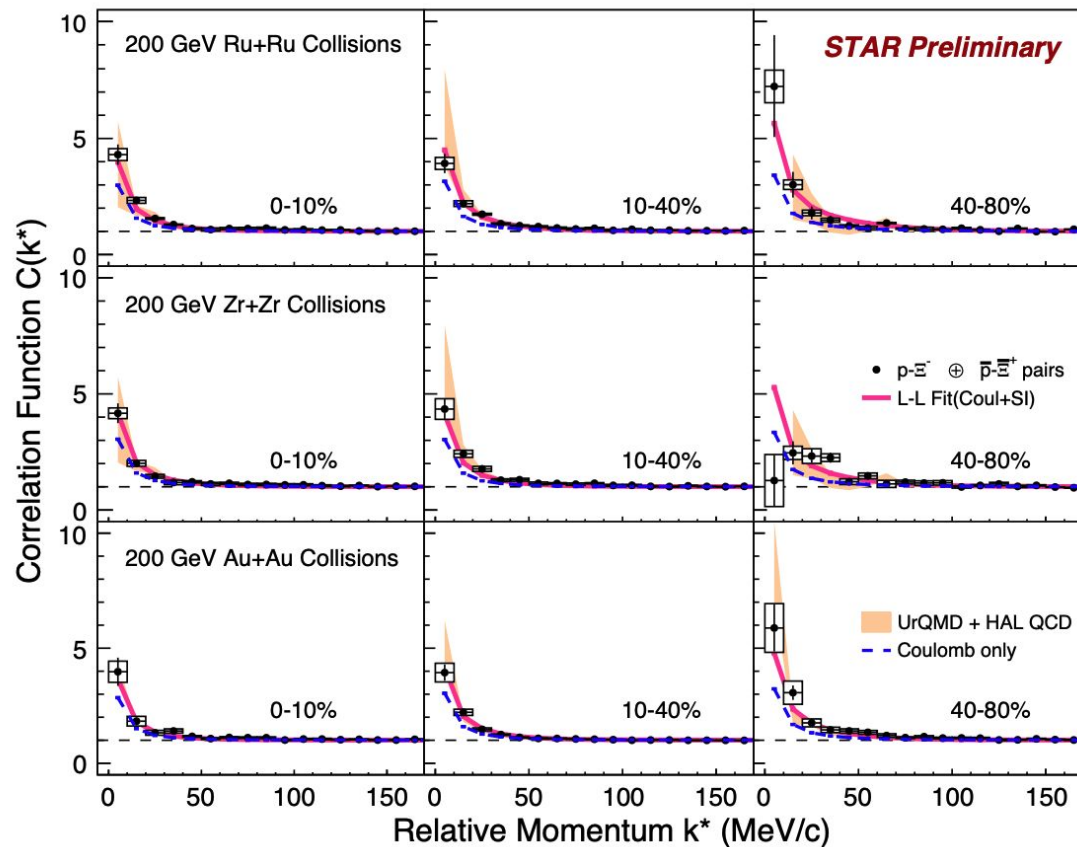 10
200 GeV Ru+Ru Collisions
STAR Preliminary
5
0-10%
10-40%
40-80%
0
10
200 GeV Zr+Zr Collisions
p-Ξ⁻ ⊕ p̄-Ξ̄⁺ pairs
5
L-L Fit(Coul+SI)
0-10%
10-40%
40-80%
0
10
200 GeV Au+Au Collisions
UrQMD + HAL QCD
5
Coulomb only
0-10%
10-40%
40-80%
0
0 50 100 150 0 50 100 150 0 50 100 150
Correlation Function C(k*)
Relative Momentum k* (MeV/c)